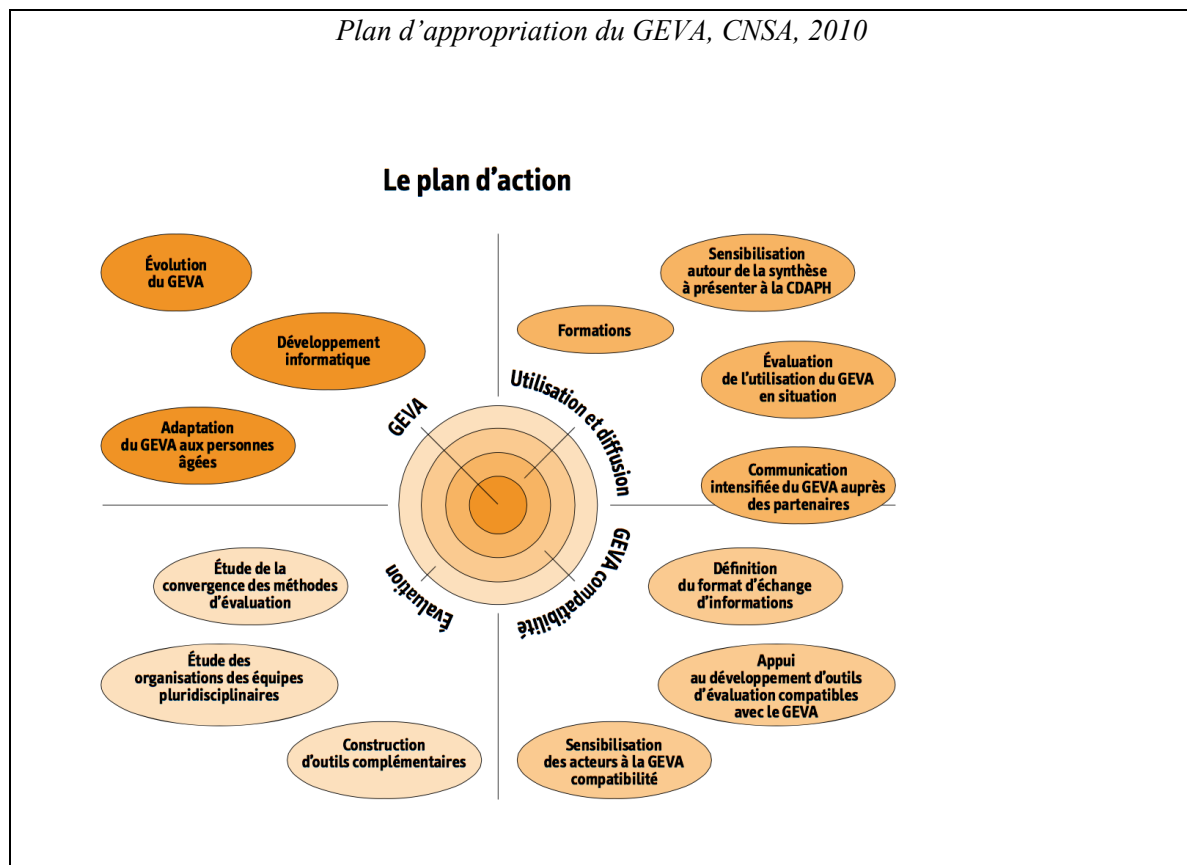 Plan d'appropriation du GEVA, CNSA, 2010
Le plan d'action
Évolution
du GEVA
Développement
informatique
Adaptation
du GEVA aux personnes
âgées
Sensibilisation
autour de la synthèse
à présenter à la CDAPH
Formations
Évaluation
de l'utilisation du GEVA
en situation
Communication
intensifiée du GEVA auprès
des partenaires
GEVA
Utilisation et diffusion
GEVA compatibilité
Évaluation
Étude de la
convergence des méthodes
d'évaluation
Étude des
organisations des équipes
pluridisciplinaires
Construction
d'outils complémentaires
Définition
du format d'échange
d'informations
Appui
au développement d'outils
d'évaluation compatibles
avec le GEVA
Sensibilisation
des acteurs à la GEVA
compatibilité